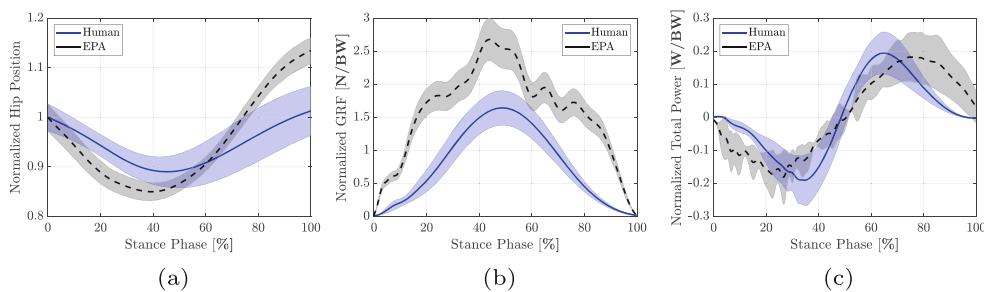 Normalized Hip Position
1.2
1.1
1
0.9
0.8
0 20 40 60 80 100
Stance Phase [%]
Human
EPA
(a)
Normalized GRF [N/BW]
3
2.5
2
1.5
1
0.5
0
0 20 40 60 80 100
Stance Phase [%]
Human
EPA
(b)
Normalized Total Power [W/BW]
0.3
0.2
0.1
0
-0.1
-0.2
-0.3
0 20 40 60 80 100
Stance Phase [%]
Human
EPA
(c)